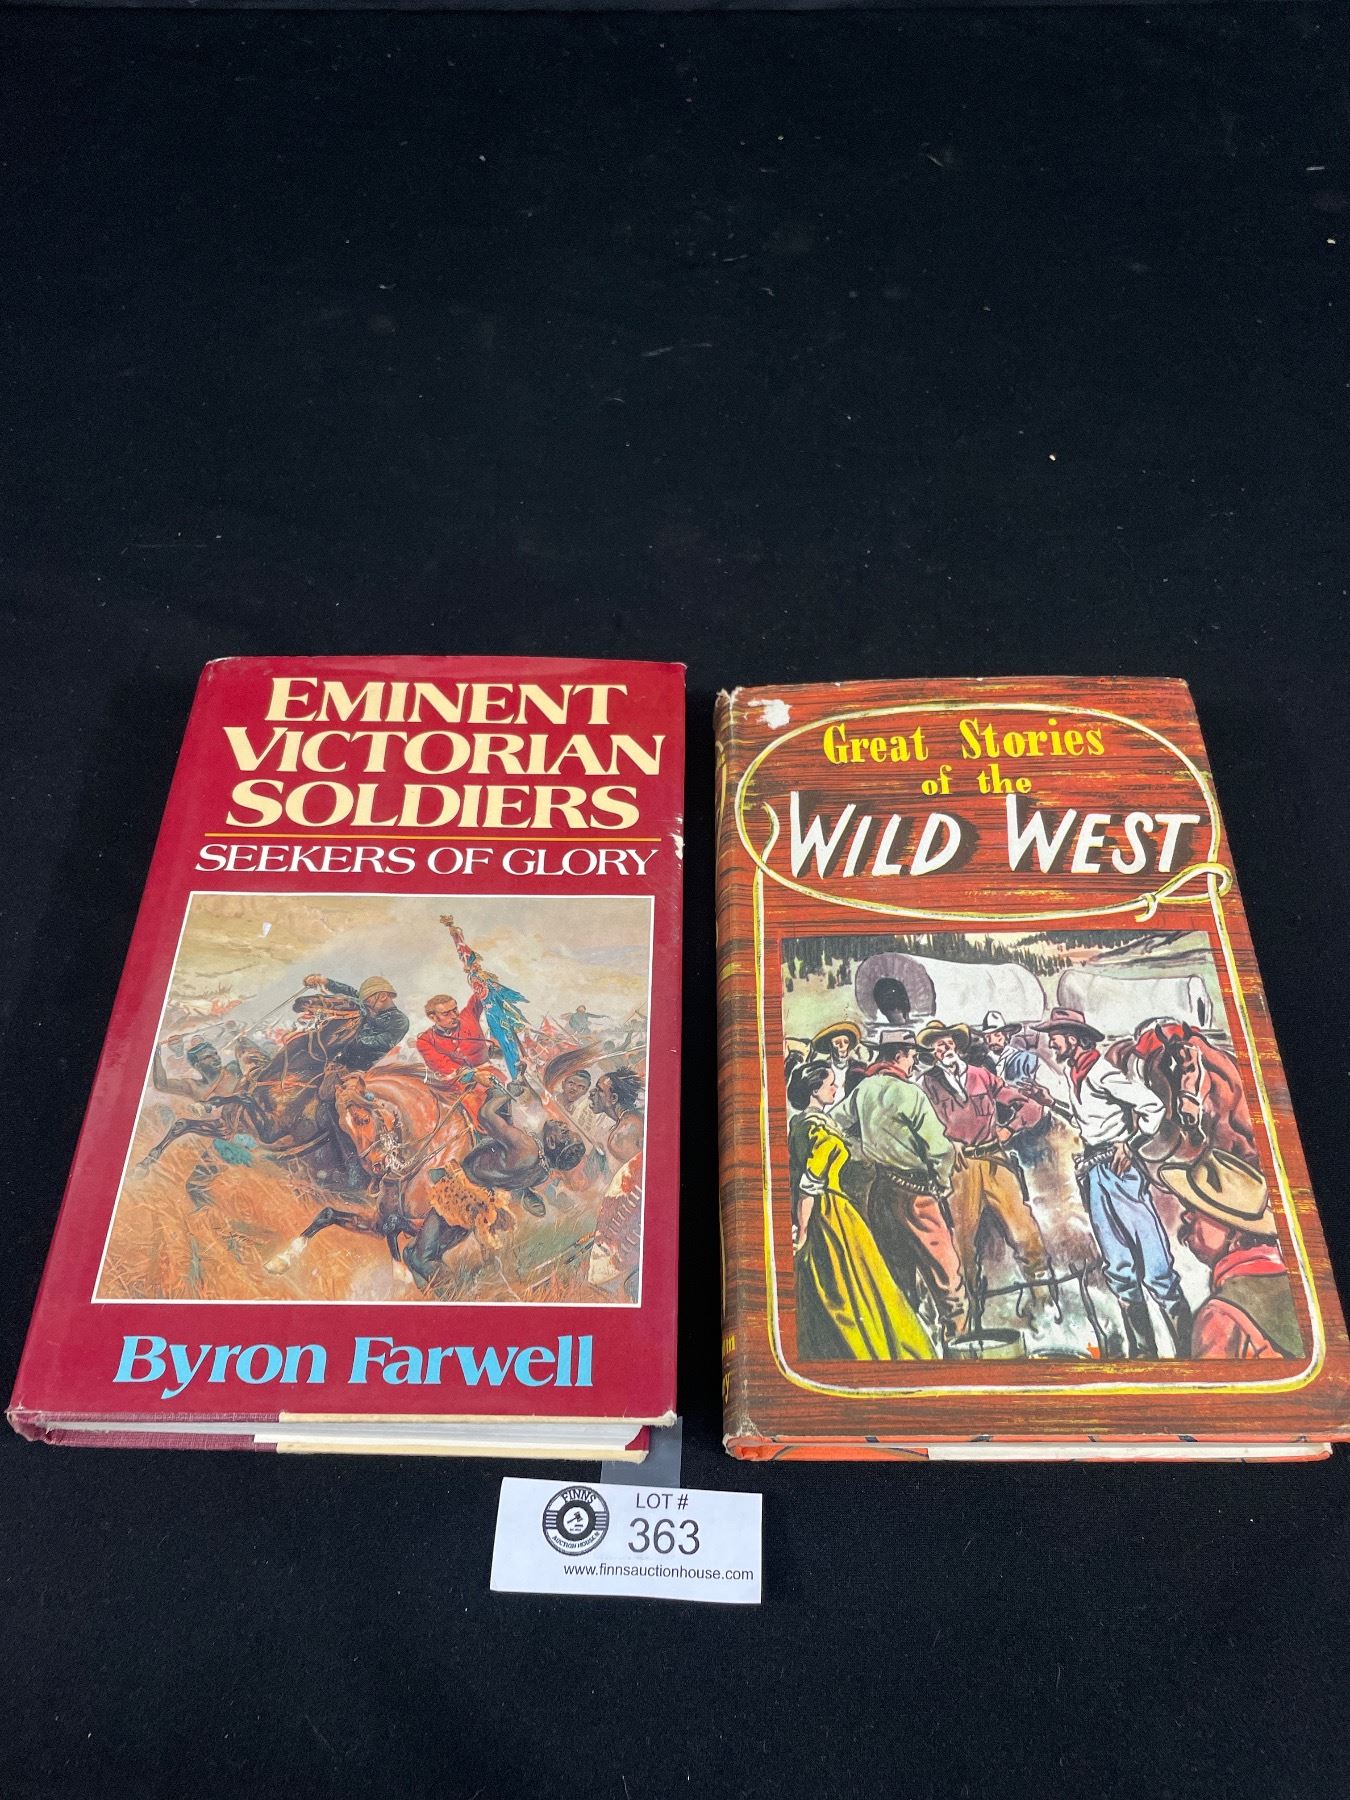 EMINENT
VICTORIAN
SOLDIERS
SEEKERS OF GLORY
Byron Farwell
Great Stories
of the
WILD WEST
FINNS
AUCTION HOUSE
LOT #
363
www.finnsauctionhouse.com